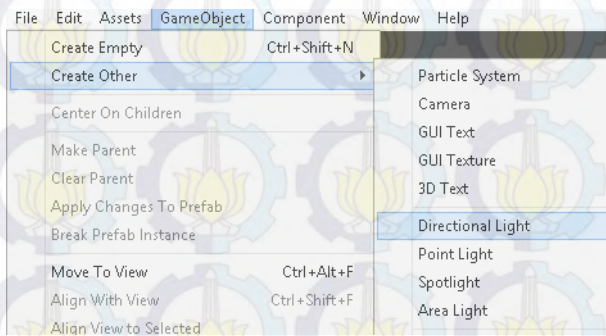 File Edit Assets GameObject Component Window Help
Create Empty Ctrl+Shift+N
Create Other
Center On Children
Make Parent
Clear Parent
Apply Changes To Prefab
Break Prefab Instance
Move To View Ctrl+Alt+F
Align With View Ctrl+Shift+F
Align View to Selected
Particle System
Camera
GUI Text
GUI Texture
3D Text
Directional Light
Point Light
Spotlight
Area Light